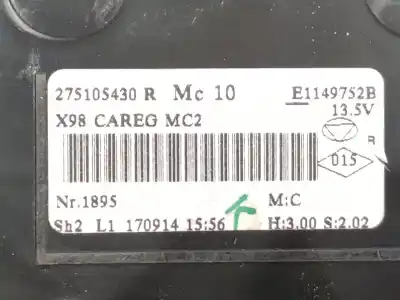 275105430 R Mc 10 E1149752B
13.5V
X98 CAREG MC2
R
015
Nr.1895 M:C
Sh2 L1 170914 15:56 H:3.00 S:2.02